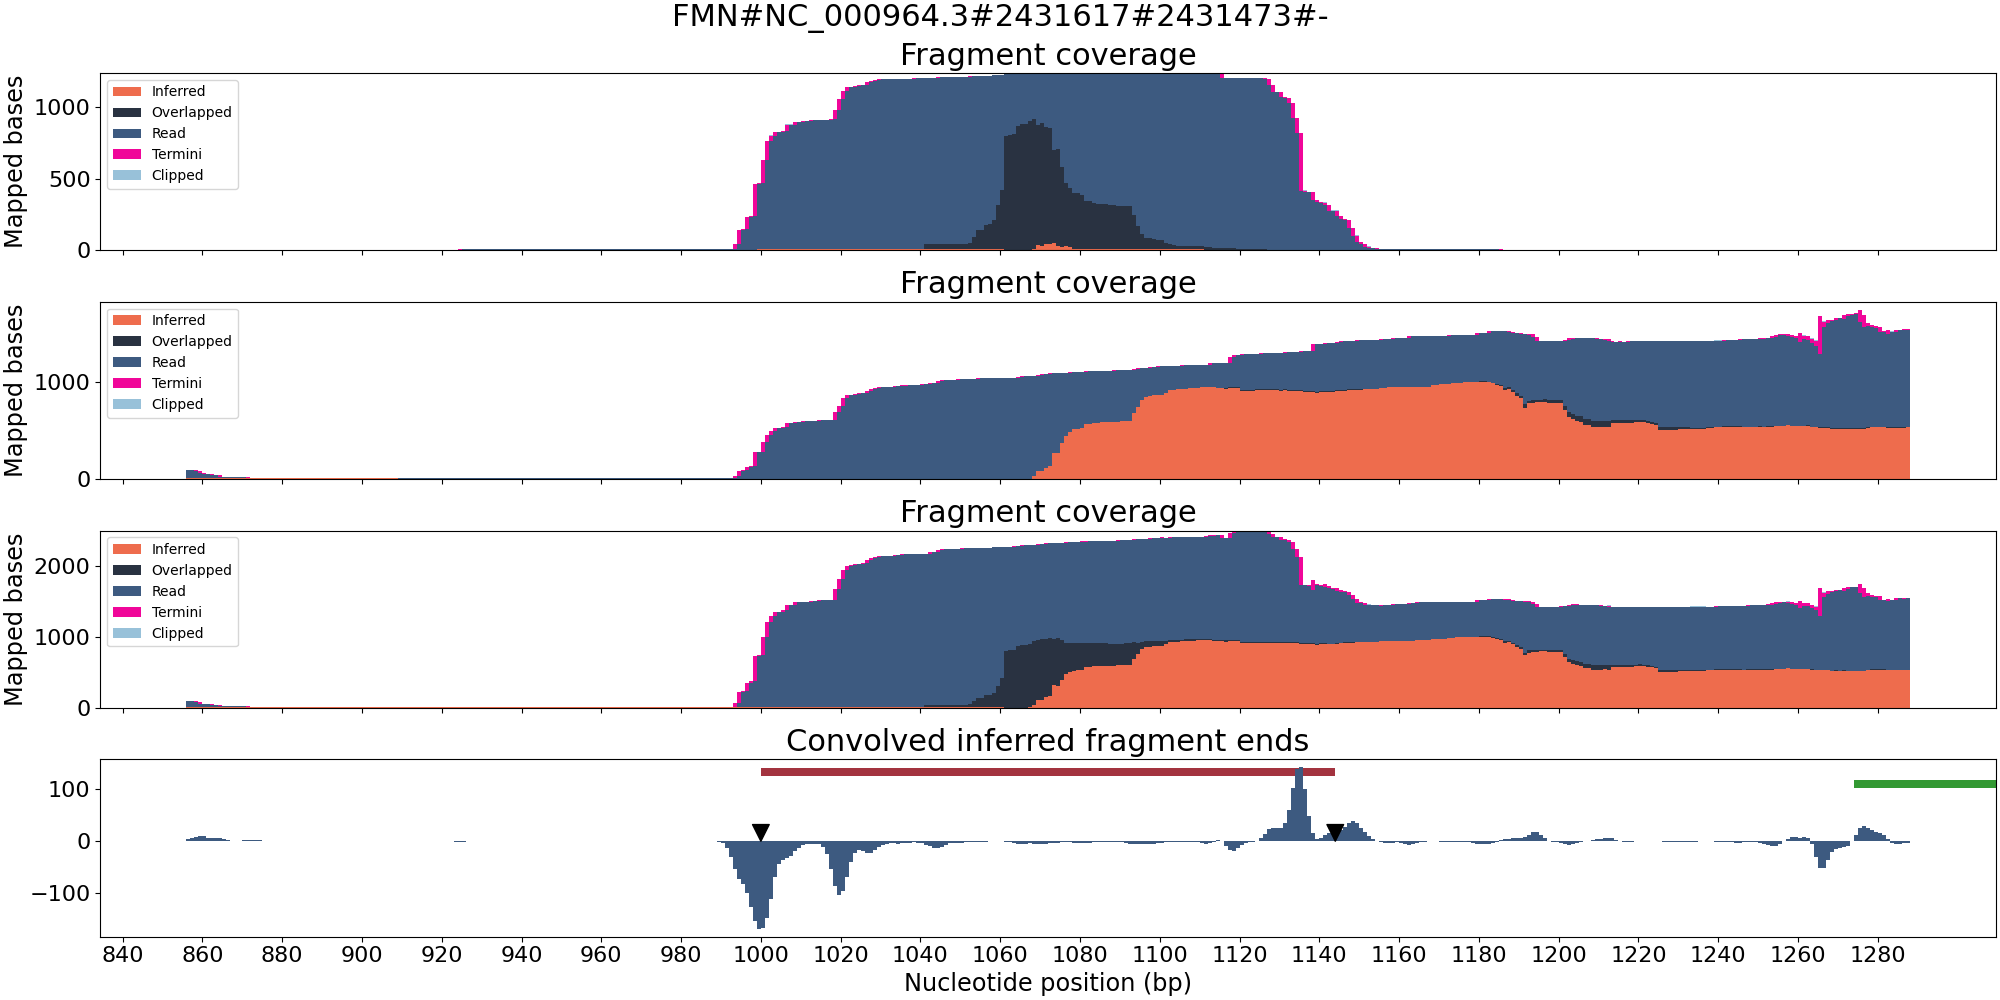 FMN#NC_000964.3#2431617#2431473#-
Fragment coverage
Mapped bases
1000
500
0
Inferred
Overlapped
Read
Termini
Clipped
Fragment coverage
Mapped bases
1000
0
Inferred
Overlapped
Read
Termini
Clipped
Fragment coverage
Mapped bases
2000
1000
0
Inferred
Overlapped
Read
Termini
Clipped
Convolved inferred fragment ends
100
0
−100
840 860 880 900 920 940 960 980 1000 1020 1040 1060 1080 1100 1120 1140 1160 1180 1200 1220 1240 1260 1280
Nucleotide position (bp)